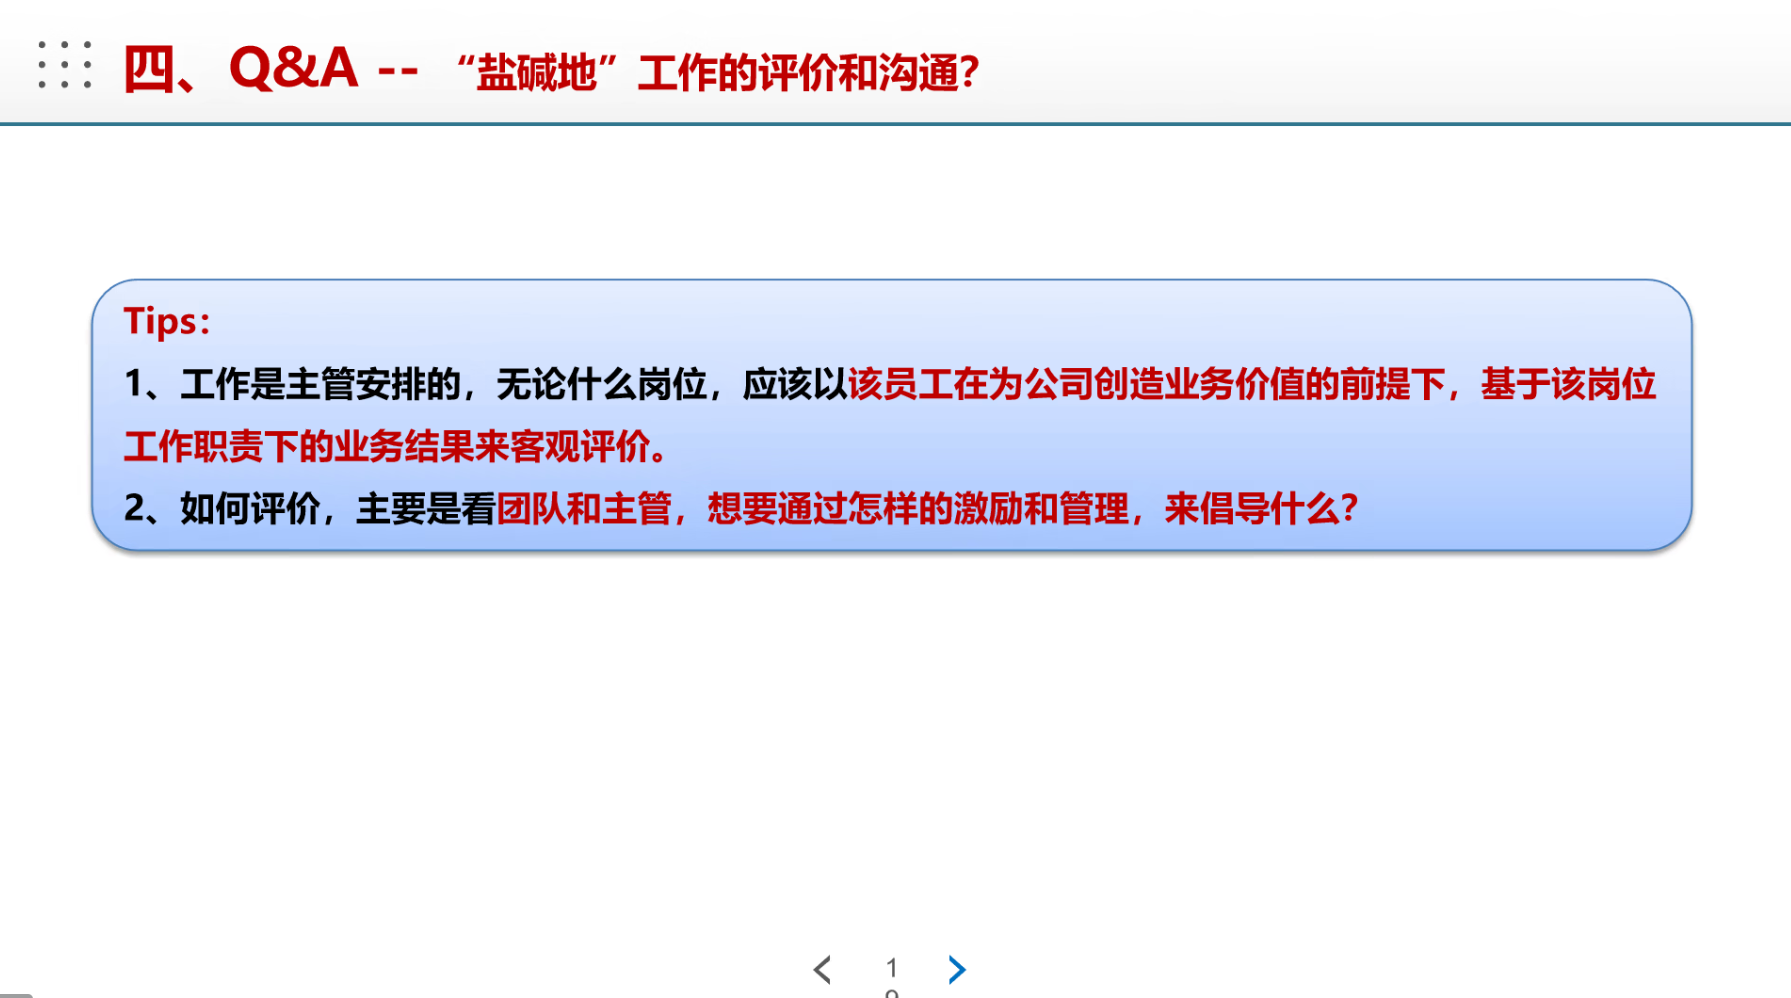 四、Q&A -- “盐碱地”工作的评价和沟通?
Tips:
1、工作是主管安排的，无论什么岗位，应该以该员工在为公司创造业务价值的前提下，基于该岗位
工作职责下的业务结果来客观评价。
2、如何评价，主要是看团队和主管，想要通过怎样的激励和管理，来倡导什么?
1